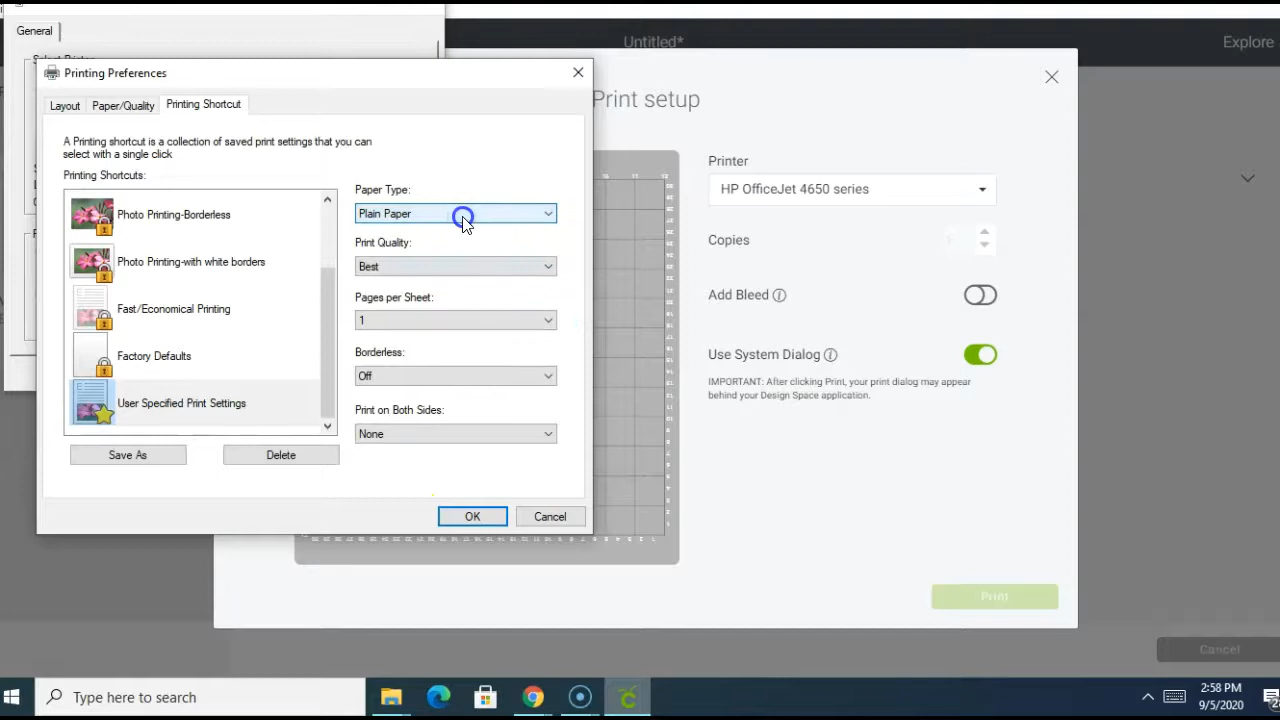 General
Untitled*
Explore
Printing Preferences
Layout
Paper/Quality
Printing Shortcut
A Printing shortcut is a collection of saved print settings that you can
select with a single click
Printing Shortcuts:
Photo Printing-Borderless
Photo Printing-with white borders
Fast/Economical Printing
Factory Defaults
User Specified Print Settings
Save As
Delete
Paper Type:
Plain Paper
Print Quality:
Best
Pages per Sheet:
1
Borderless:
Off
Print on Both Sides:
None
OK
Cancel
Print setup
Printer
HP OfficeJet 4650 series
Copies
1
Add Bleed
Use System Dialog
IMPORTANT: After clicking Print, your print dialog may appear
behind your Design Space application.
Print
Cancel
Type here to search
2:58 PM
9/5/2020